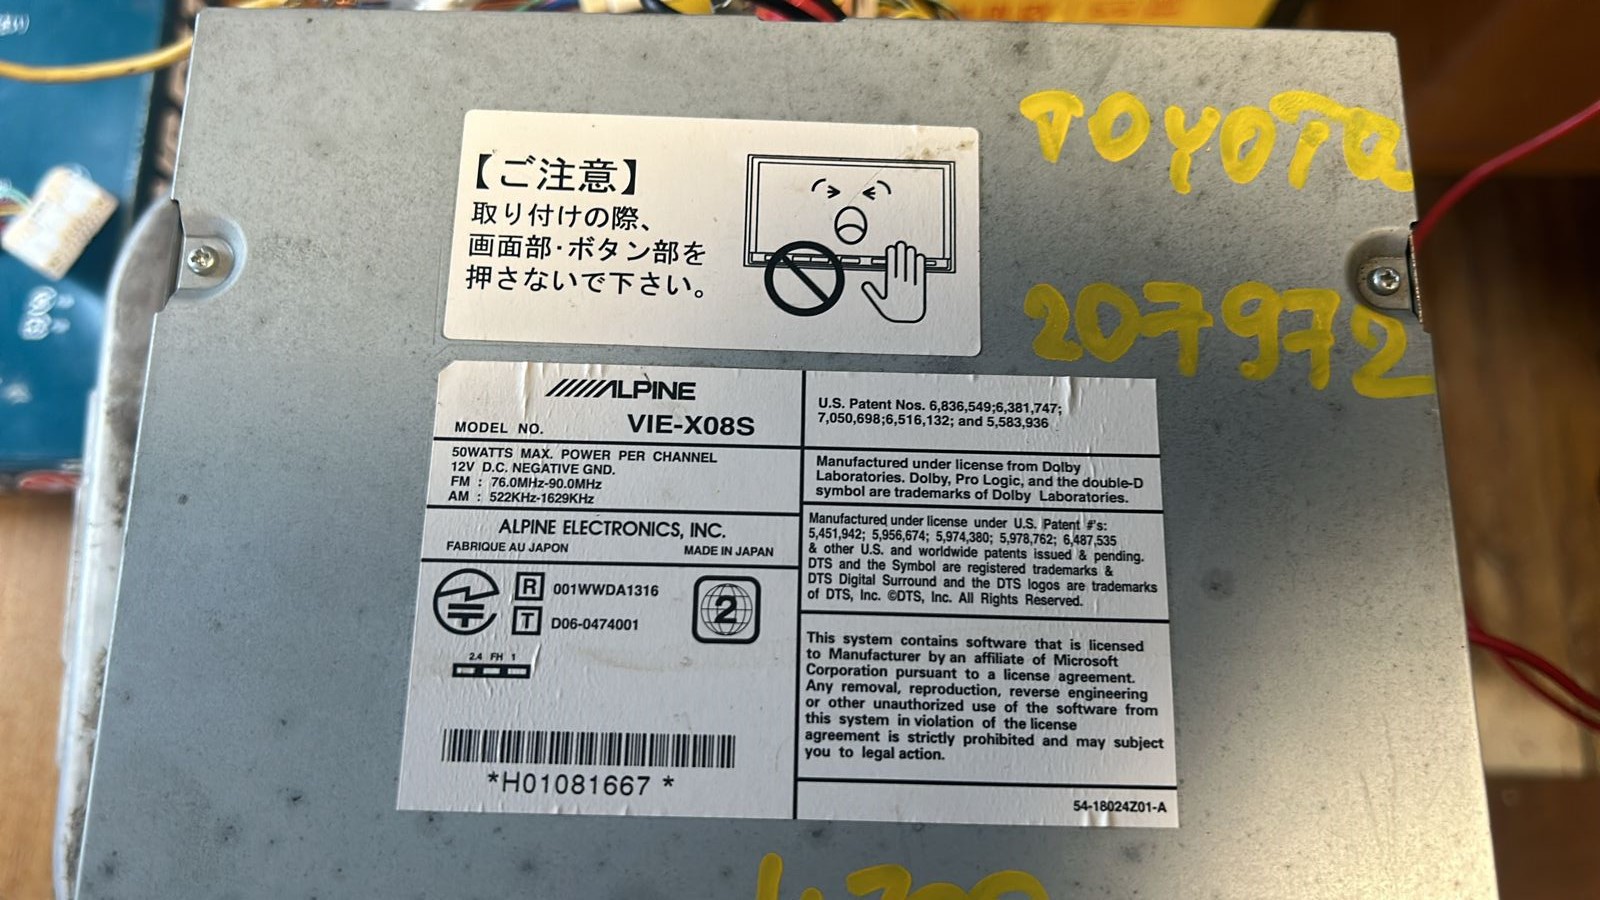 TOYOTA
【ご注意】
取り付けの際、
画面部・ボタン部を
押さないで下さい。
207972
ALPINE
MODEL NO. VIE-X08S
50WATTS MAX. POWER PER CHANNEL
12V D.C. NEGATIVE GND.
FM : 76.0MHz-90.0MHz
AM : 522KHz-1629KHz
ALPINE ELECTRONICS, INC.
FABRIQUE AU JAPON MADE IN JAPAN
R 001WWDA1316
T D06-0474001
2
2.4 FH 1
*H01081667 *
U.S. Patent Nos. 6,836,549;6,381,747;
7,050,698;6,516,132; and 5,583,936
Manufactured under license from Dolby
Laboratories. Dolby, Pro Logic, and the double-D
symbol are trademarks of Dolby Laboratories.
Manufactured under license under U.S. Patent #'s:
5,451,942; 5,956,674; 5,974,380; 5,978,762; 6,487,535
& other U.S. and worldwide patents issued & pending.
DTS and the Symbol are registered trademarks &
DTS Digital Surround and the DTS logos are trademarks
of DTS, Inc. ©DTS, Inc. All Rights Reserved.
This system contains software that is licensed
to Manufacturer by an affiliate of Microsoft
Corporation pursuant to a license agreement.
Any removal, reproduction, reverse engineering
or other unauthorized use of the software from
this system in violation of the license
agreement is strictly prohibited and may subject
you to legal action.
54-18024Z01-A